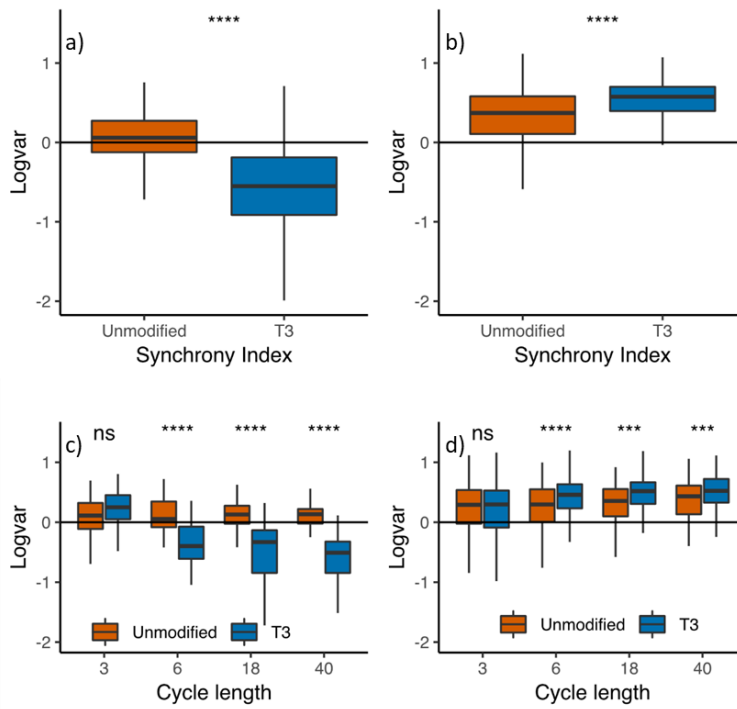 a)
****
Logvar
1
0
-1
-2
Unmodified T3
Synchrony Index
b)
****
Logvar
1
0
-1
-2
Unmodified T3
Synchrony Index
c)
ns **** **** ****
Logvar
1
0
-1
-2
Unmodified T3
3 6 18 40
Cycle length
d)
ns **** *** ***
Logvar
1
0
-1
-2
Unmodified T3
3 6 18 40
Cycle length